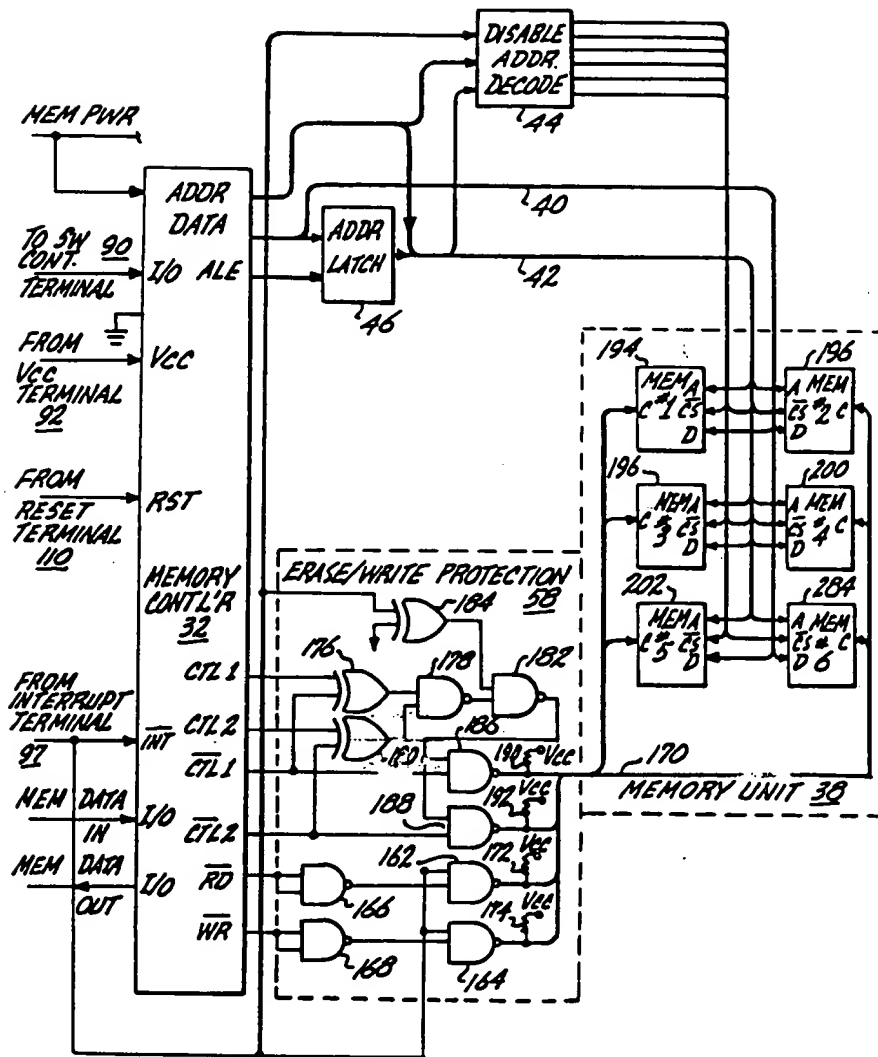 DISABLE
ADDR.
DECODE
44
MEM PWR
ADDR
DATA
40
TO SW
CONT.
TERMINAL
90
I/O
ALE
ADDR
LATCH
42
46
FROM
VCC
TERMINAL
92
VCC
194
MEM A
C #1 CS
D
196
A MEM
CS #2 C
D
FROM
RESET
TERMINAL
110
RST
196
MEM A
C #3 CS
D
200
A MEM
CS #4 C
D
MEMORY
CONTL'R
32
ERASE/WRITE PROTECTION
58
184
202
MEM A
C #5 CS
D
284
A MEM
CS #6 C
D
176
178
182
CTL 1
FROM
INTERRUPT
TERMINAL
97
INT
CTL 2
180
186
CTL 1
198
VCC
170
MEM DATA
IN
I/O
CTL 2
188
192
VCC
MEMORY UNIT 38
MEM DATA
OUT
I/O
RD
166
162
172
VCC
WR
168
174
VCC
164